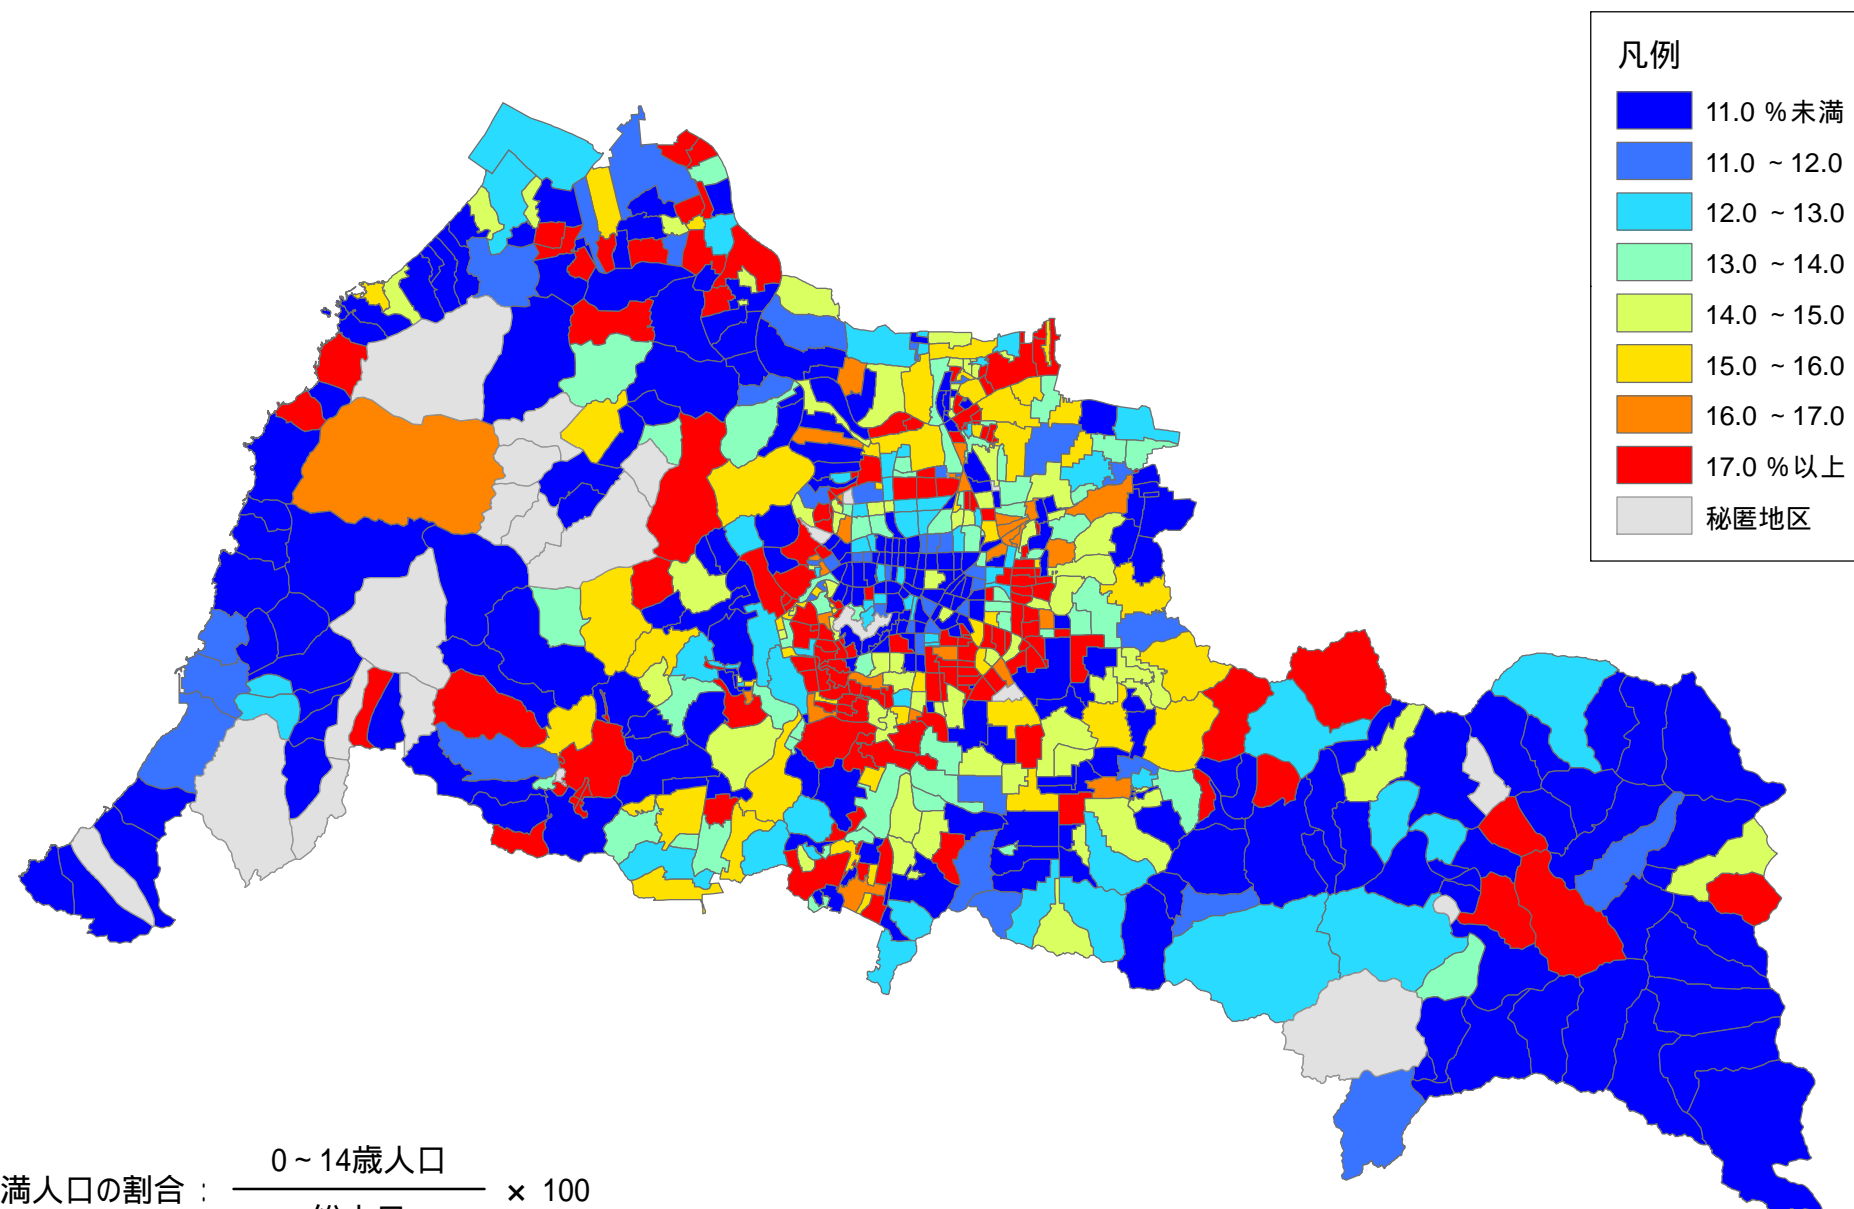 凡例
11.0 %未満
11.0 ~ 12.0
12.0 ~ 13.0
13.0 ~ 14.0
14.0 ~ 15.0
15.0 ~ 16.0
16.0 ~ 17.0
17.0 %以上
秘匿地区
0 ~ 14歳人口
満人口の割合 : × 100